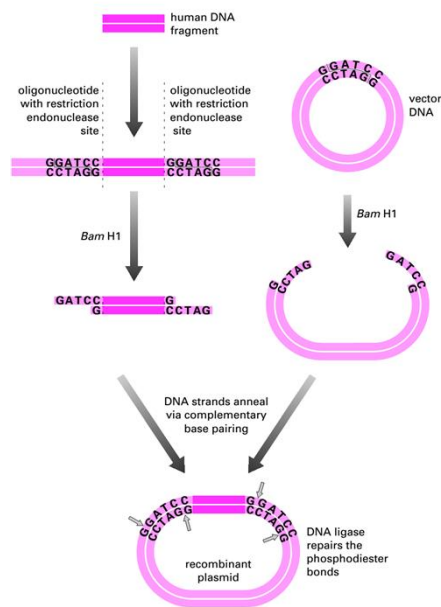 human DNA
fragment
oligonucleotide
with restriction
endonuclease
site
oligonucleotide
with restriction
endonuclease
site
GGATCC
CCTAGG
vector
DNA
GGATCC
CCTAGG
GGATCC
CCTAGG
Bam H1
Bam H1
G
CCTAG
GATCC
G
GATCC
G
G
CCTAG
DNA strands anneal
via complementary
base pairing
GGATCC
CCTAGG
GGATCC
CCTAGG
recombinant
plasmid
DNA ligase
repairs the
phosphodiester
bonds